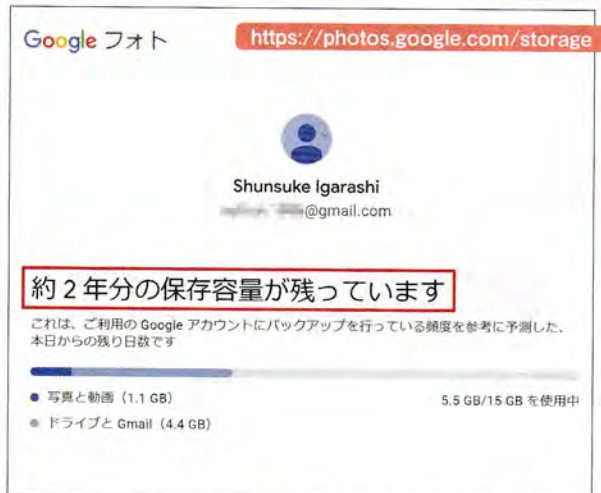 Google フォト
https://photos.google.com/storage
Shunsuke Igarashi
@gmail.com
約2年分の保存容量が残っています
これは、ご利用の Google アカウントにバックアップを行っている頻度を参考に予測した、
本日からの残り日数です
写真と動画（1.1 GB）
5.5 GB/15 GB を使用中
ドライブと Gmail（4.4 GB）